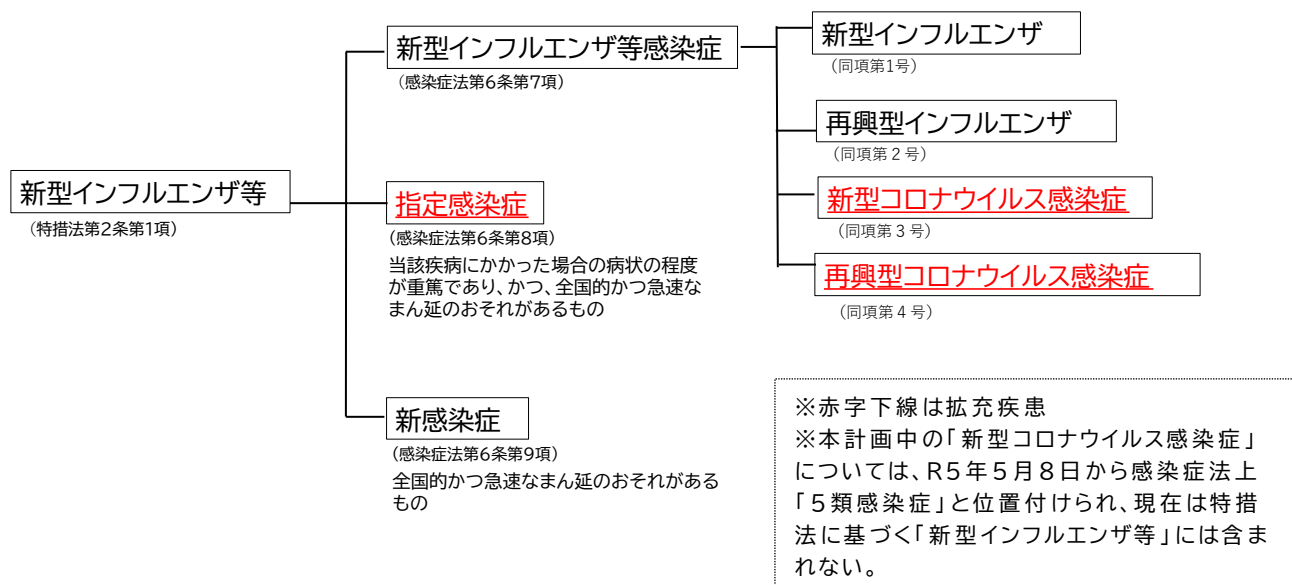 新型インフルエンザ等
(特措法第2条第1項)
新型インフルエンザ等感染症
(感染症法第6条第7項)
新型インフルエンザ
(同項第1号)
再興型インフルエンザ
(同項第2号)
新型コロナウイルス感染症
(同項第3号)
再興型コロナウイルス感染症
(同項第4号)
指定感染症
(感染症法第6条第8項)
当該疾病にかかった場合の病状の程度
が重篤であり、かつ、全国的かつ急速な
まん延のおそれがあるもの
新感染症
(感染症法第6条第9項)
全国的かつ急速なまん延のおそれがある
もの
※赤字下線は拡充疾患
※本計画中の「新型コロナウイルス感染症」
については、R5年5月8日から感染症法上
「5類感染症」と位置付けられ、現在は特措
法に基づく「新型インフルエンザ等」には含ま
れない。